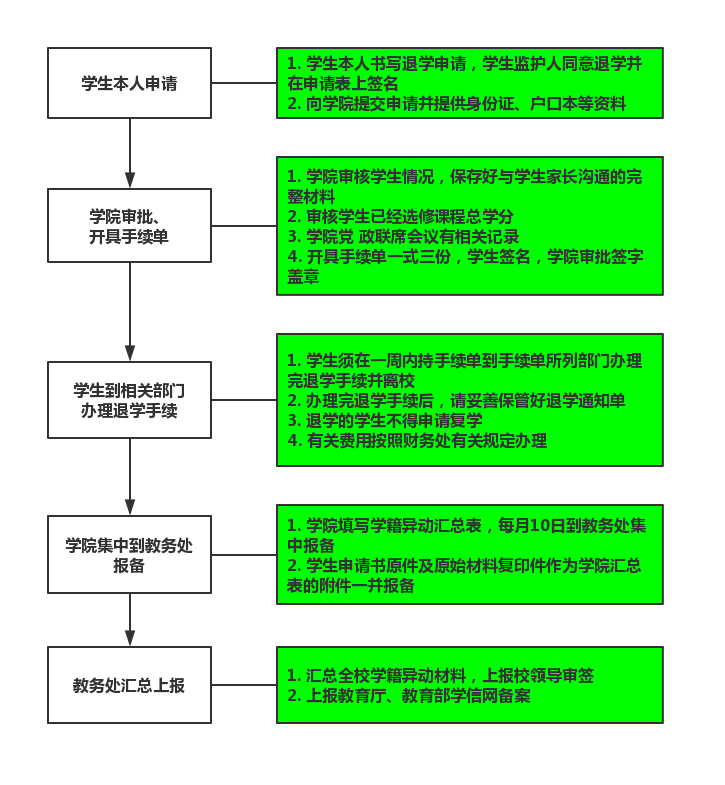 学生本人申请
1. 学生本人书写退学申请，学生监护人同意退学并
在申请表上签名
2. 向学院提交申请并提供身份证、户口本等资料
学院审批、
开具手续单
1. 学院审核学生情况，保存好与学生家长沟通的完
整材料
2. 审核学生已经选修课程总学分
3. 学院党 政联席会议有相关记录
4. 开具手续单一式三份，学生签名，学院审批签字
盖章
学生到相关部门
办理退学手续
1. 学生须在一周内持手续单到手续单所列部门办理
完退学手续并离校
2. 办理完退学手续后，请妥善保管好退学通知单
3. 退学的学生不得申请复学
4. 有关费用按照财务处有关规定办理
学院集中到教务处
报备
1. 学院填写学籍异动汇总表，每月10日到教务处集
中报备
2. 学生申请书原件及原始材料复印件作为学院汇总
表的附件一并报备
教务处汇总上报
1. 汇总全校学籍异动材料，上报校领导审签
2. 上报教育厅、教育部学信网备案